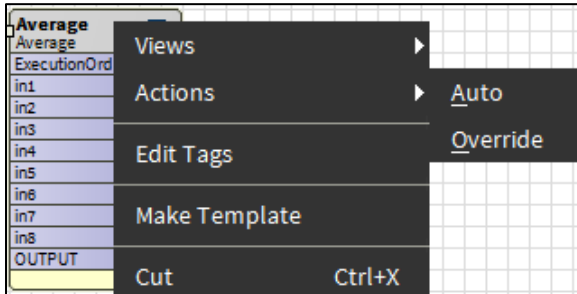 Average
Average
ExecutionOrd
in1
in2
in3
in4
in5
in6
in7
in8
OUTPUT
Views
Actions
Edit Tags
Make Template
Cut Ctrl+X
Auto
Override